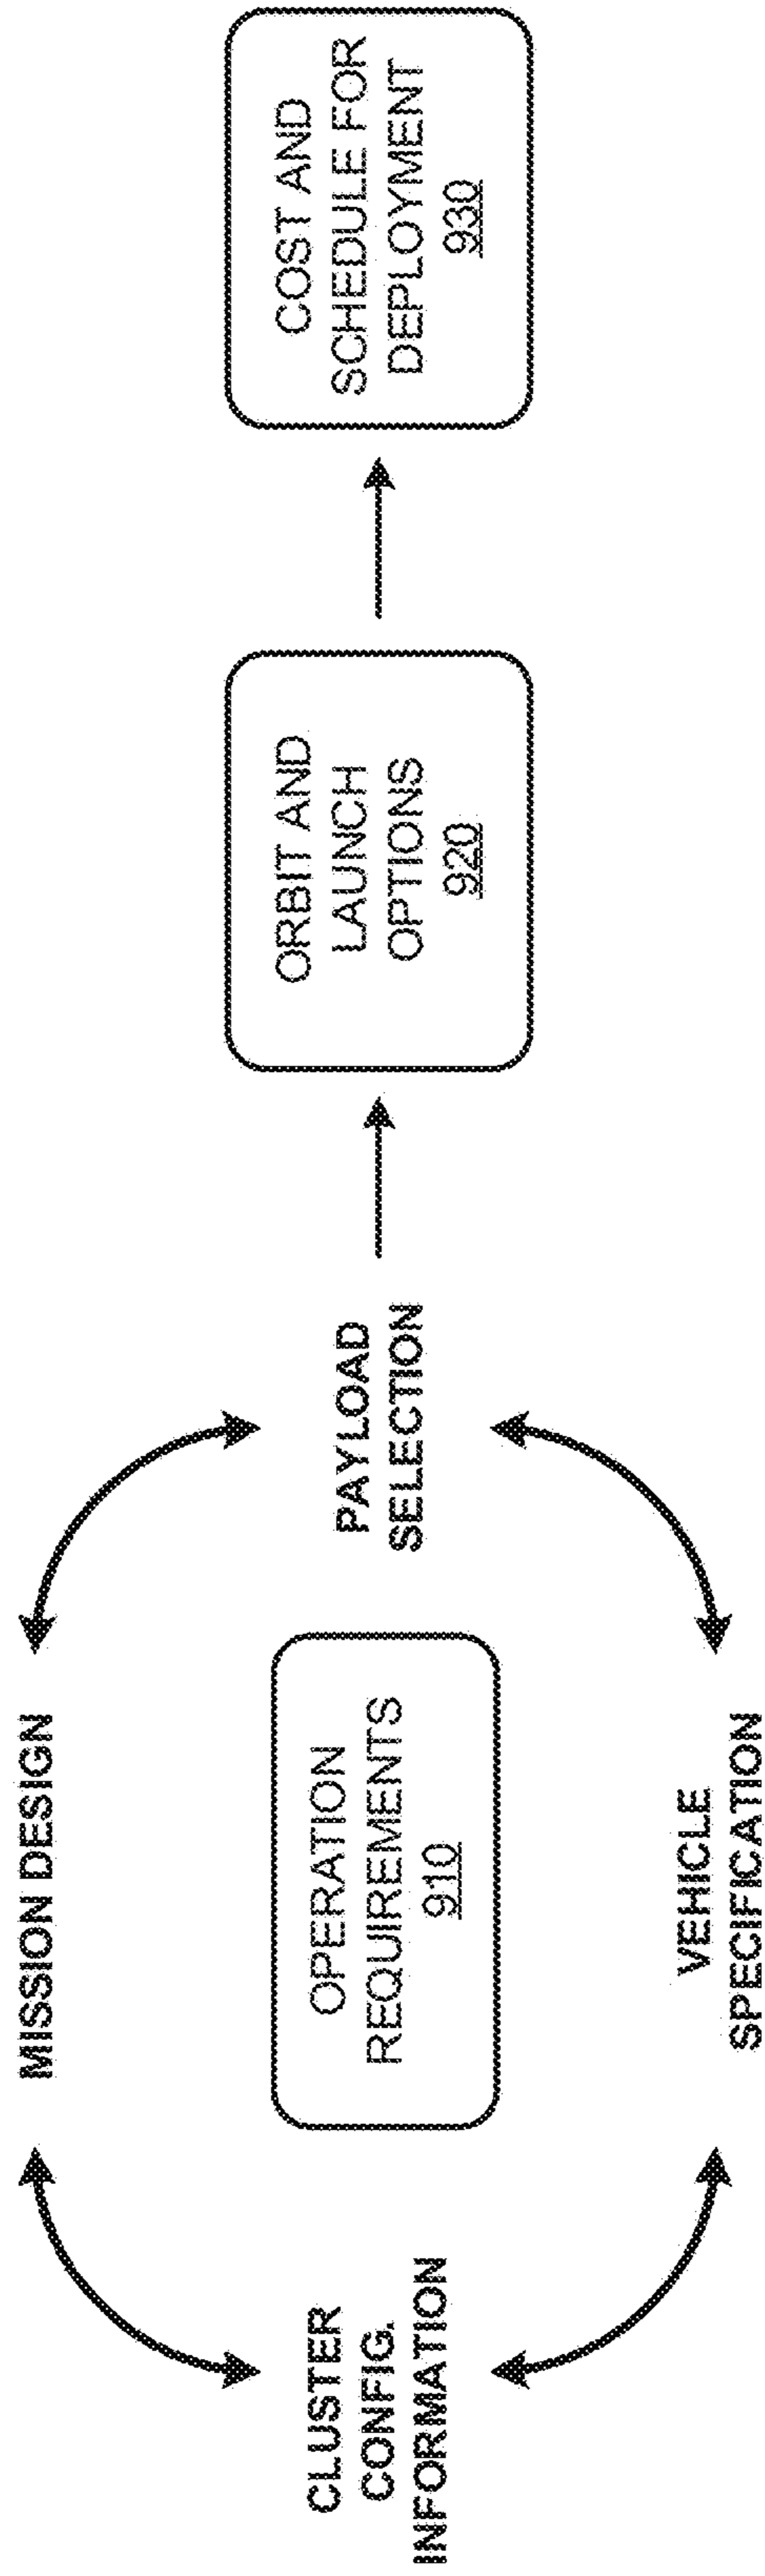 MISSION DESIGN
CLUSTER
CONFIG.
INFORMATION
OPERATION
REQUIREMENTS
910
PAYLOAD
SELECTION
VEHICLE
SPECIFICATION
ORBIT AND
LAUNCH
OPTIONS
920
COST AND
SCHEDULE FOR
DEPLOYMENT
930